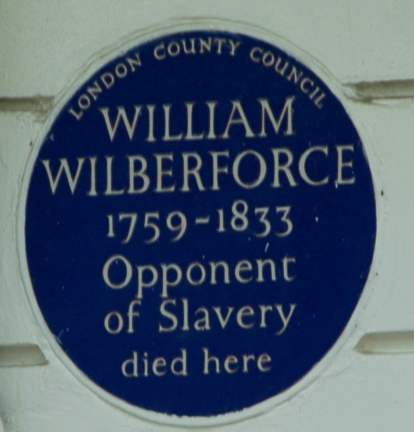 LONDON COUNTY COUNCIL
WILLIAM
WILBERFORCE
1759-1833
Opponent
of Slavery
died here